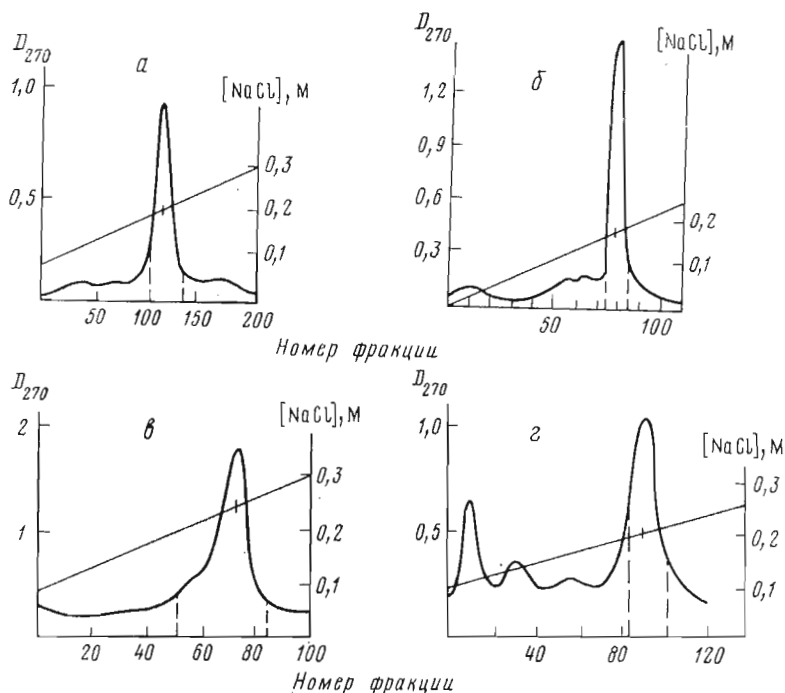 D270
1,0
0,5
а
[NaCl], М
0,3
0,2
0,1
50 100 150 200
D270
1,2
0,9
0,6
0,3
б
[NaCl], М
0,2
0,1
50 100
Номер фракции
D270
2
1
в
[NaCl], М
0,3
0,2
0,1
20 40 60 80 100
D270
1,0
0,5
г
[NaCl], М
0,3
0,2
0,1
40 80 120
Номер фракции